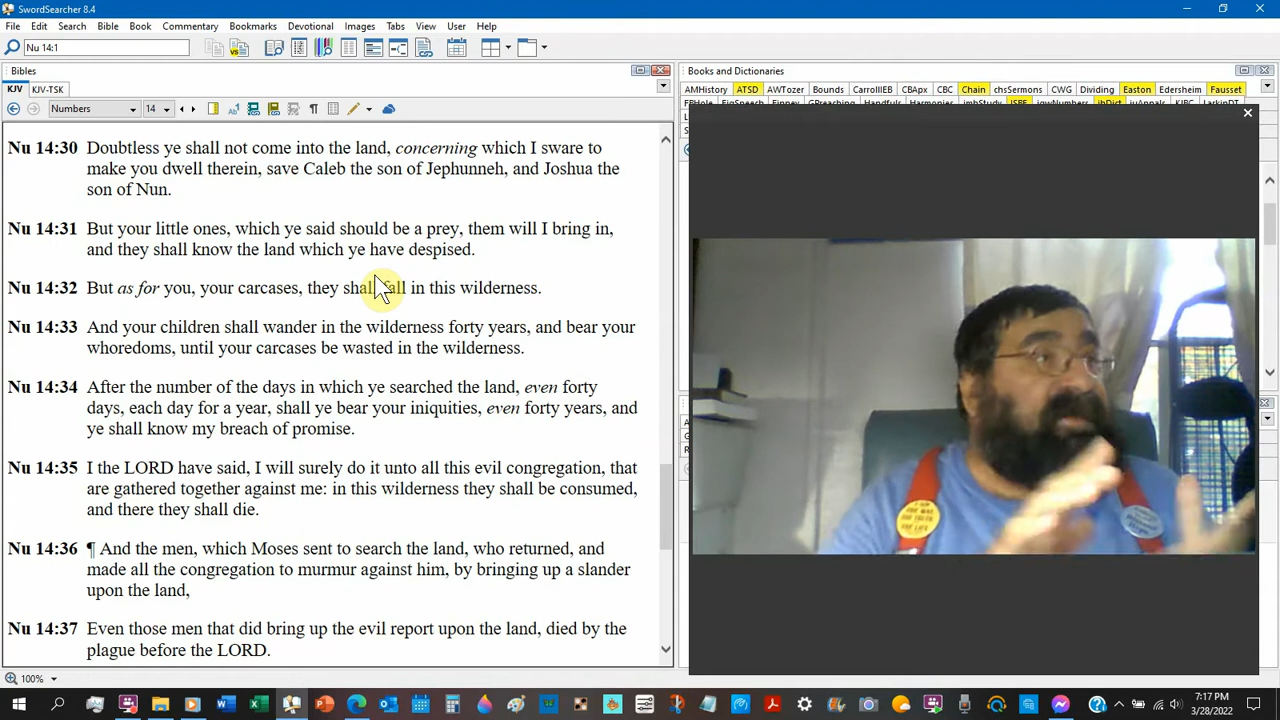 SwordSearcher 8.4
File Edit Search Bible Book Commentary Bookmarks Devotional Images Tabs View User Help
Nu 14:1
Bibles
Books and Dictionaries
KJV KJV-TSK
AMHistory ATSD AWTozer Bounds CarrollIEB CBApx CBC Chain chsSermons CWG Dividing Easton Edersheim Fausset
Numbers 14
Nu 14:30 Doubtless ye shall not come into the land, concerning which I sware to
make you dwell therein, save Caleb the son of Jephunneh, and Joshua the
son of Nun.
Nu 14:31 But your little ones, which ye said should be a prey, them will I bring in,
and they shall know the land which ye have despised.
Nu 14:32 But as for you, your carcases, they shall fall in this wilderness.
Nu 14:33 And your children shall wander in the wilderness forty years, and bear your
whoredoms, until your carcases be wasted in the wilderness.
Nu 14:34 After the number of the days in which ye searched the land, even forty
days, each day for a year, shall ye bear your iniquities, even forty years, and
ye shall know my breach of promise.
Nu 14:35 I the LORD have said, I will surely do it unto all this evil congregation, that
are gathered together against me: in this wilderness they shall be consumed,
and there they shall die.
Nu 14:36 ¶ And the men, which Moses sent to search the land, who returned, and
made all the congregation to murmur against him, by bringing up a slander
upon the land,
Nu 14:37 Even those men that did bring up the evil report upon the land, died by the
plague before the LORD.
100%
7:17 PM
3/28/2022